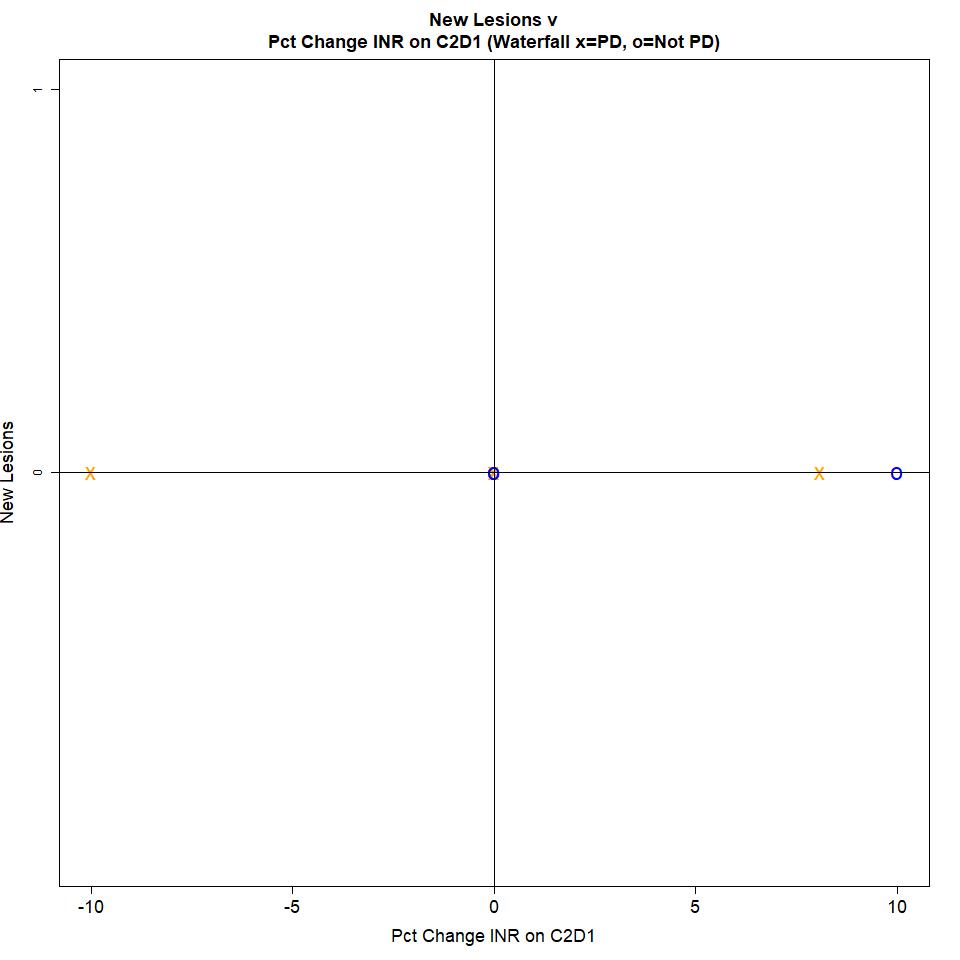 New Lesions v
Pct Change INR on C2D1 (Waterfall x=PD, o=Not PD)
1
New Lesions
0
x
o
x
o
-10
-5
0
5
10
Pct Change INR on C2D1